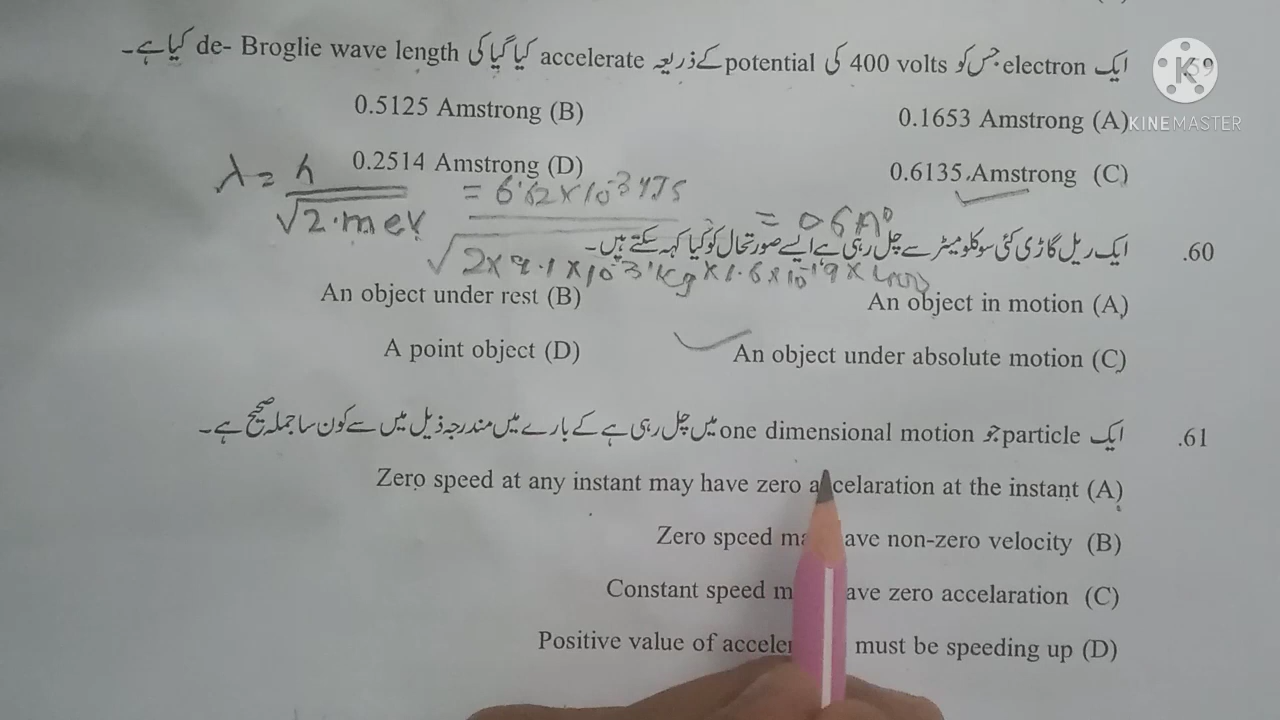 59.
KINEMASTER
ایک electron جس کو 400 volts کی potential کے ذریعہ accelerate کیا گیا کی de- Broglie wave length کیا ہے۔
0.1653 Amstrong (A)
0.5125 Amstrong (B)
0.6135 Amstrong (C)
0.2514 Amstrong (D)
λ = h / √2·meV = 6.62×10⁻³⁴JS / √2×9.1×10⁻³¹kg×1.6×10⁻¹⁹×400 = 0.6A°
60. ایک ریل گاڑی کئی سو کلو میٹر سے چل رہی ہے ایسے صورتحال کو کیا کہہ سکتے ہیں۔
An object in motion (A)
An object under rest (B)
An object under absolute motion (C)
A point object (D)
61. ایک particle جو one dimensional motion میں چل رہی ہے کے بارے میں مندرجہ ذیل میں سے کون سا جملہ صحیح ہے۔
Zero speed at any instant may have zero accelaration at the instant (A)
Zero speed ave non-zero velocity (B)
Constant speed ave zero accelaration (C)
Positive value of must be speeding up (D)